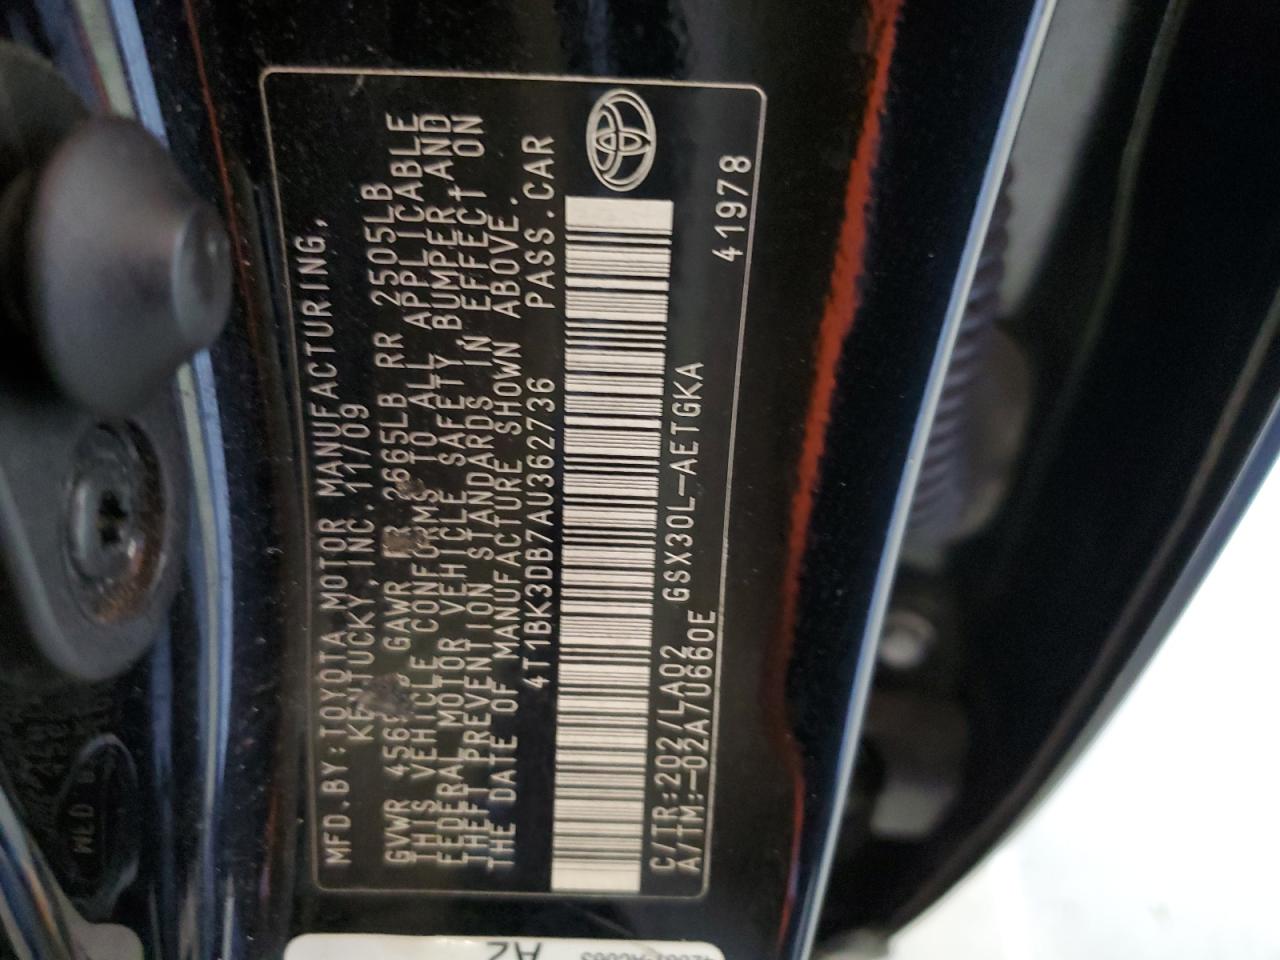 MFD.BY:TOYOTA MOTOR MANUFACTURING,
KENTUCKY,INC. 11/09
GVWR GAWR 2665LB RR 2505LB
THIS VEHICLE CONFORMS TO ALL APPLICABLE
FEDERAL MOTOR VEHICLE SAFETY,BUMPER,AND
THEFT PREVENTION STANDARDS IN EFFECT ON
THE DATE OF MANUFACTURE SHOWN ABOVE.
4T1BK3DB7AU362736 PASS.CAR
C/TR:202/LA02 GSX30L-AETGKA
A/TM:-02A/U660E
41978
A2